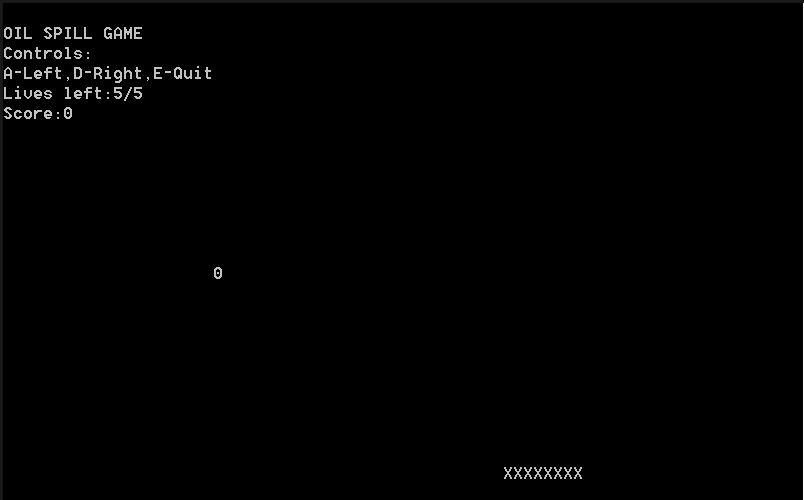 OIL SPILL GAME
Controls:
A-Left,D-Right,E-Quit
Lives left:5/5
Score:0
0
XXXXXXXX